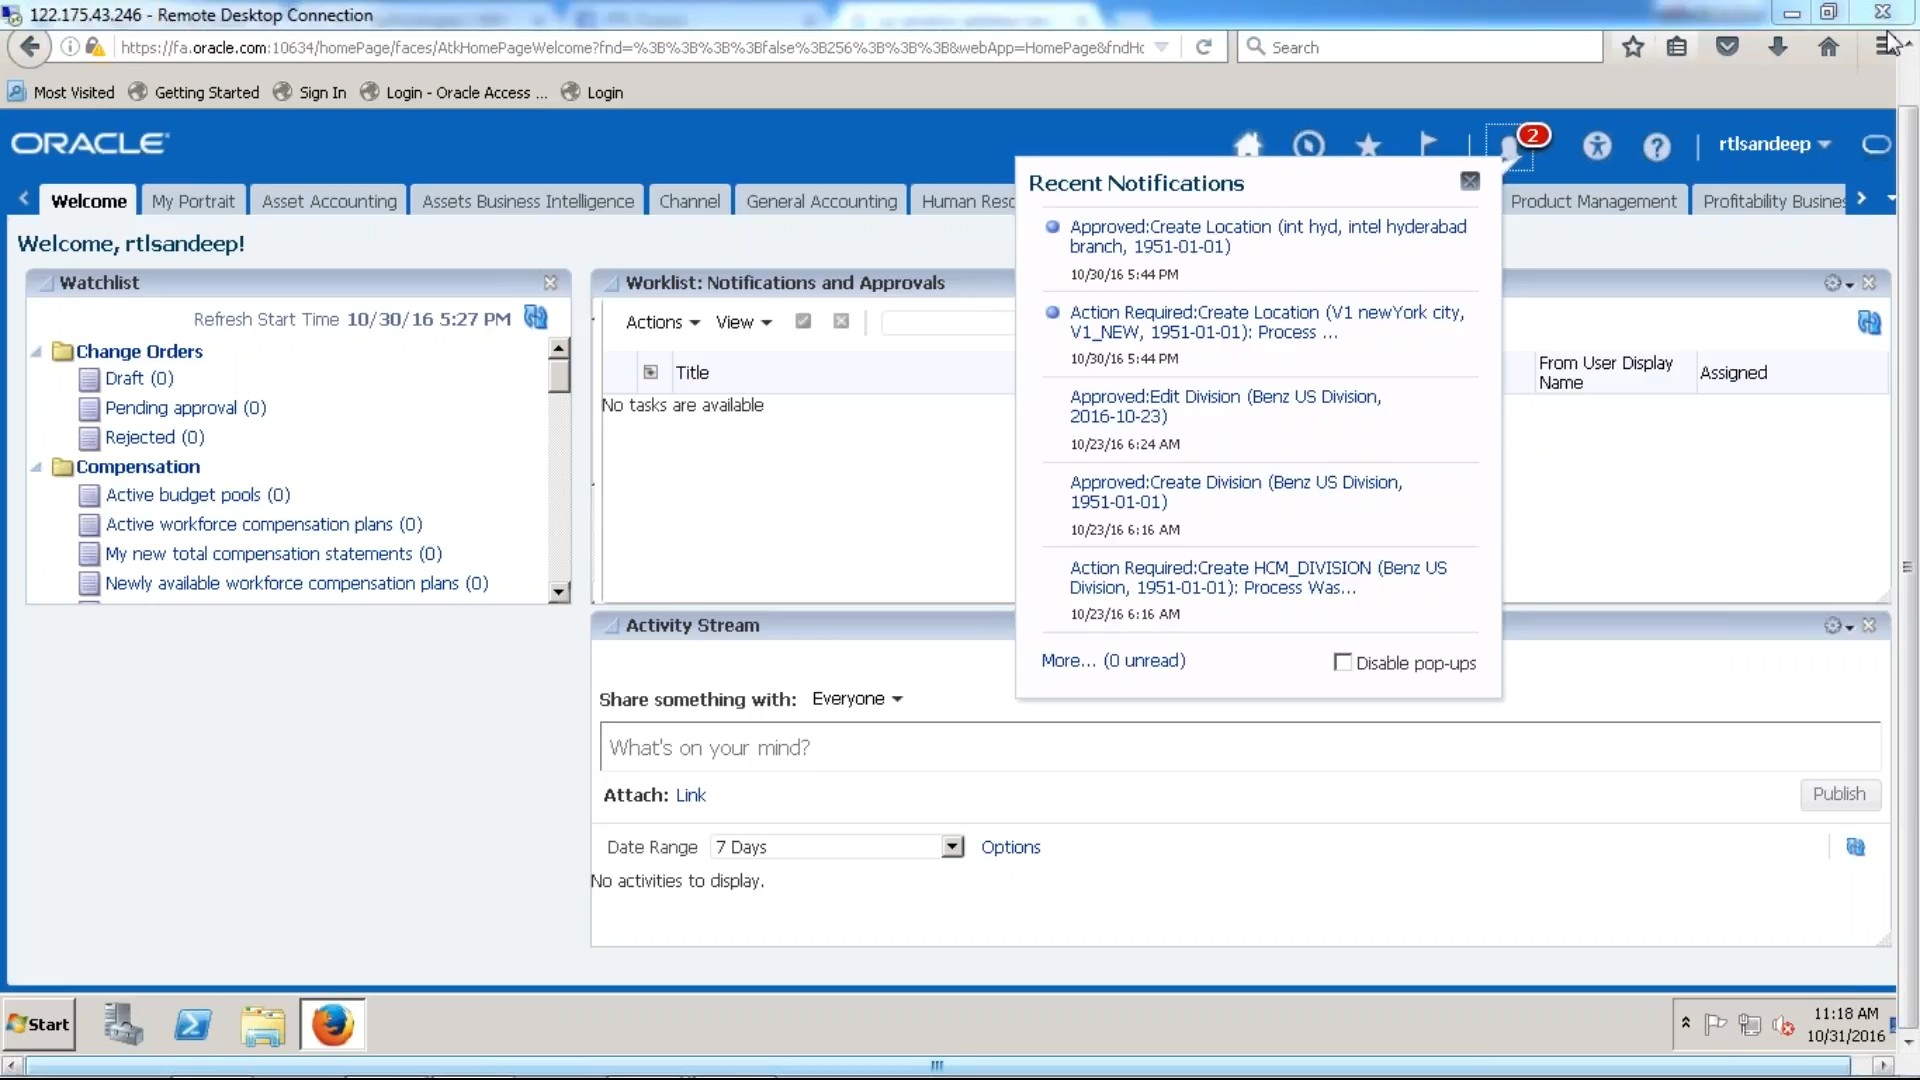 122.175.43.246 - Remote Desktop Connection
https://fa.oracle.com:10634/homePage/faces/AtkHomePageWelcome?fnd=%3B%3B%3B%3Bfalse%3B256%3B%3B%3B&webApp=HomePage&fndHc
Search
Most Visited
Getting Started
Sign In
Login - Oracle Access ...
Login
ORACLE
2
rtlsandeep
Welcome
My Portrait
Asset Accounting
Assets Business Intelligence
Channel
General Accounting
Human Resc
Product Management
Profitability Busines
Welcome, rtlsandeep!
Watchlist
Refresh Start Time 10/30/16 5:27 PM
Change Orders
Draft (0)
Pending approval (0)
Rejected (0)
Compensation
Active budget pools (0)
Active workforce compensation plans (0)
My new total compensation statements (0)
Newly available workforce compensation plans (0)
Worklist: Notifications and Approvals
Actions
View
Title
From User Display
Name
Assigned
No tasks are available
Recent Notifications
Approved:Create Location (int hyd, intel hyderabad
branch, 1951-01-01)
10/30/16 5:44 PM
Action Required:Create Location (V1 newYork city,
V1_NEW, 1951-01-01): Process ...
10/30/16 5:44 PM
Approved:Edit Division (Benz US Division,
2016-10-23)
10/23/16 6:24 AM
Approved:Create Division (Benz US Division,
1951-01-01)
10/23/16 6:16 AM
Action Required:Create HCM_DIVISION (Benz US
Division, 1951-01-01): Process Was...
10/23/16 6:16 AM
More... (0 unread)
Disable pop-ups
Activity Stream
Share something with: Everyone
What's on your mind?
Attach: Link
Publish
Date Range
7 Days
Options
No activities to display.
Start
11:18 AM
10/31/2016